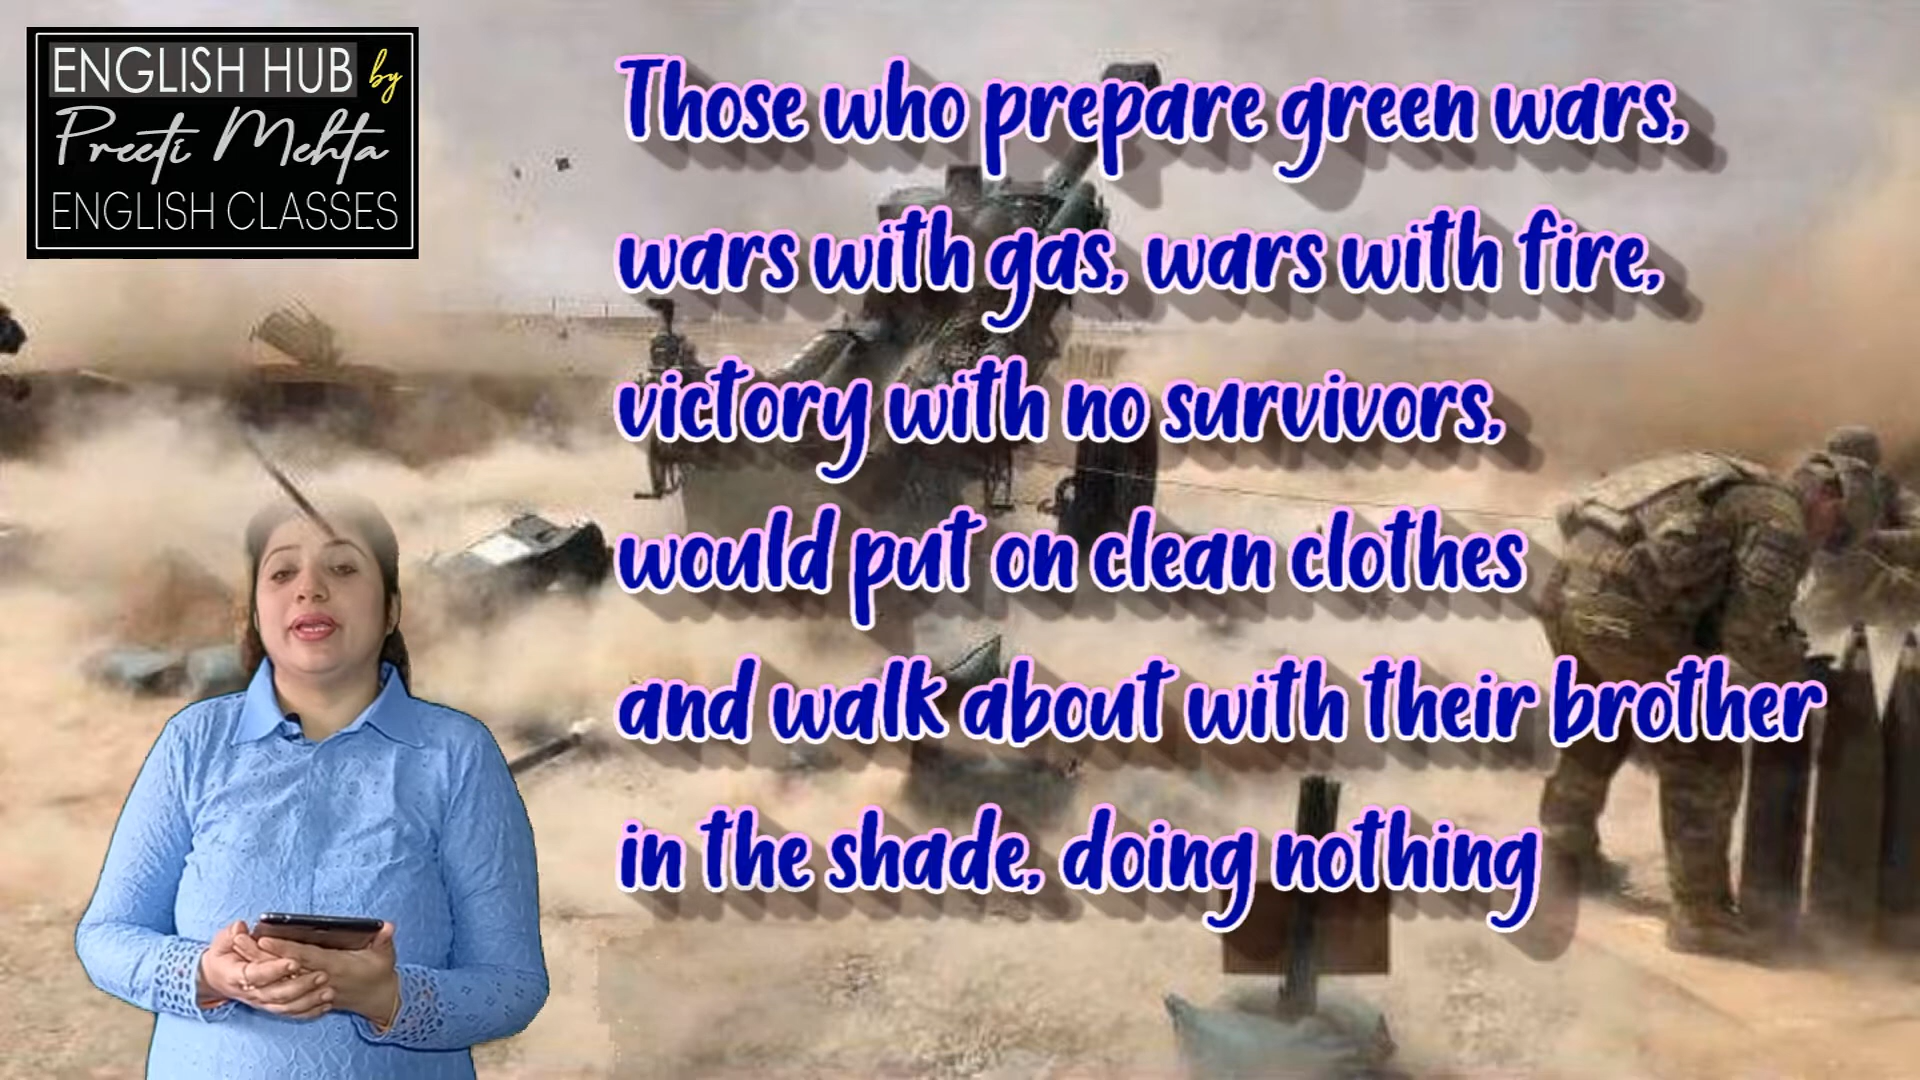 ENGLISH HUB by
Preeti Mehta
ENGLISH CLASSES
Those who prepare green wars,
wars with gas, wars with fire,
victory with no survivors,
would put on clean clothes
and walk about with their brother
in the shade, doing nothing